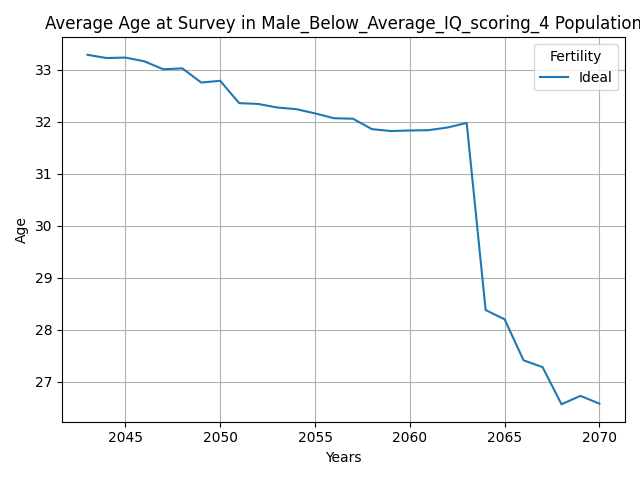 Average Age at Survey in Male_Below_Average_IQ_scoring_4 Population
Fertility
Ideal
Age
33
32
31
30
29
28
27
2045
2050
2055
2060
2065
2070
Years